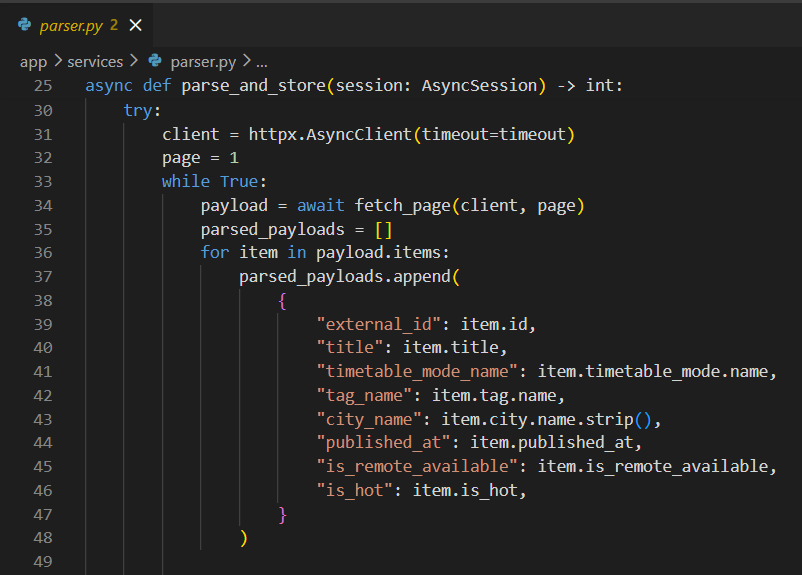 parser.py 2 ×
app > services > parser.py > ...
25 async def parse_and_store(session: AsyncSession) -> int:
30 try:
31 client = httpx.AsyncClient(timeout=timeout)
32 page = 1
33 while True:
34 payload = await fetch_page(client, page)
35 parsed_payloads = []
36 for item in payload.items:
37 parsed_payloads.append(
38 {
39 "external_id": item.id,
40 "title": item.title,
41 "timetable_mode_name": item.timetable_mode.name,
42 "tag_name": item.tag.name,
43 "city_name": item.city.name.strip(),
44 "published_at": item.published_at,
45 "is_remote_available": item.is_remote_available,
46 "is_hot": item.is_hot,
47 }
48 )
49